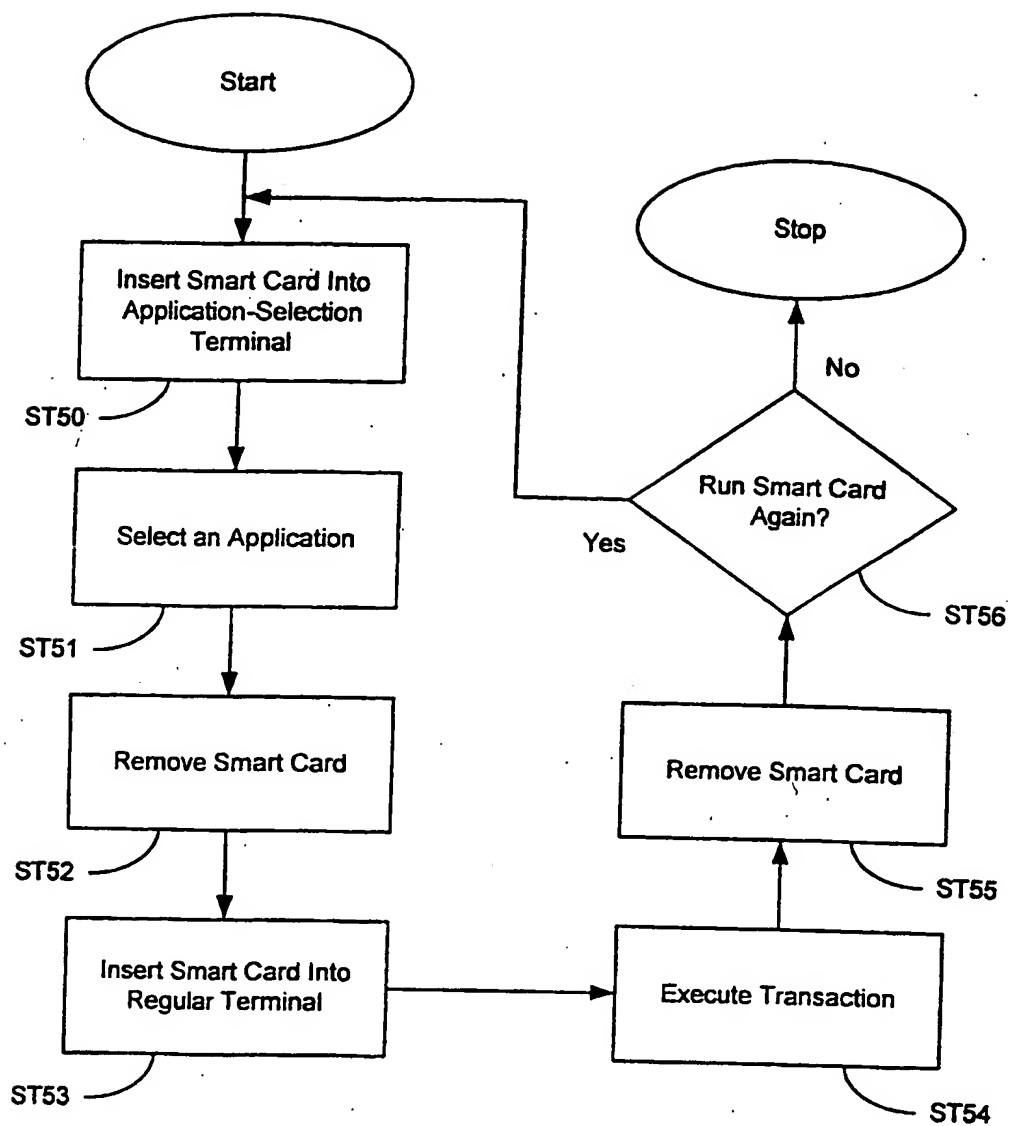 Start
Insert Smart Card Into
Application-Selection
Terminal
ST50
Select an Application
ST51
Remove Smart Card
ST52
Insert Smart Card Into
Regular Terminal
ST53
Execute Transaction
ST54
Remove Smart Card
ST55
Run Smart Card
Again?
ST56
Yes
No
Stop